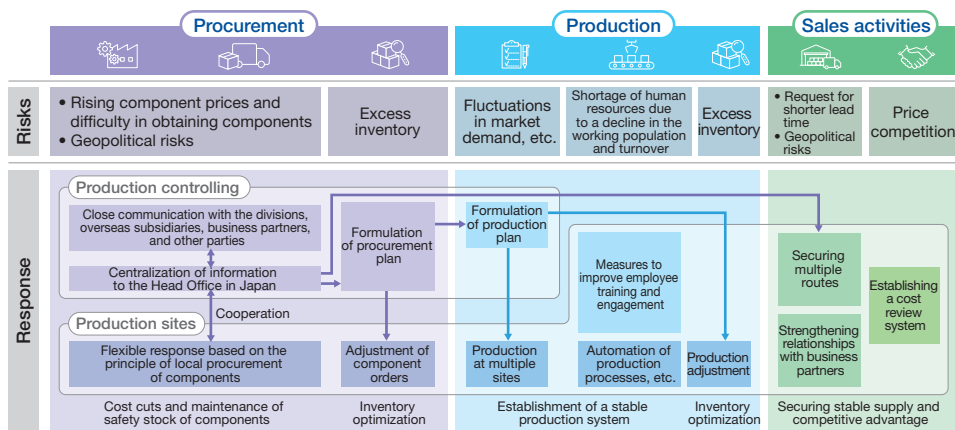 Procurement
Production
Sales activities
Risks
• Rising component prices and
difficulty in obtaining components
• Geopolitical risks
Excess
inventory
Fluctuations
in market
demand, etc.
Shortage of human
resources due
to a decline in the
working population
and turnover
Excess
inventory
• Request for
shorter lead
time
• Geopolitical
risks
Price
competition
Response
Production controlling
Close communication with the divisions,
overseas subsidiaries, business partners,
and other parties
Centralization of information
to the Head Office in Japan
Formulation
of procurement
plan
Formulation
of production
plan
Cooperation
Production sites
Flexible response based on the
principle of local procurement
of components
Adjustment of
component
orders
Production
at multiple
sites
Measures to
improve employee
training and
engagement
Automation of
production
processes, etc.
Production
adjustment
Securing
multiple
routes
Strengthening
relationships
with business
partners
Establishing
a cost
review
system
Cost cuts and maintenance of
safety stock of components
Inventory
optimization
Establishment of a stable
production system
Inventory
optimization
Securing stable supply and
competitive advantage